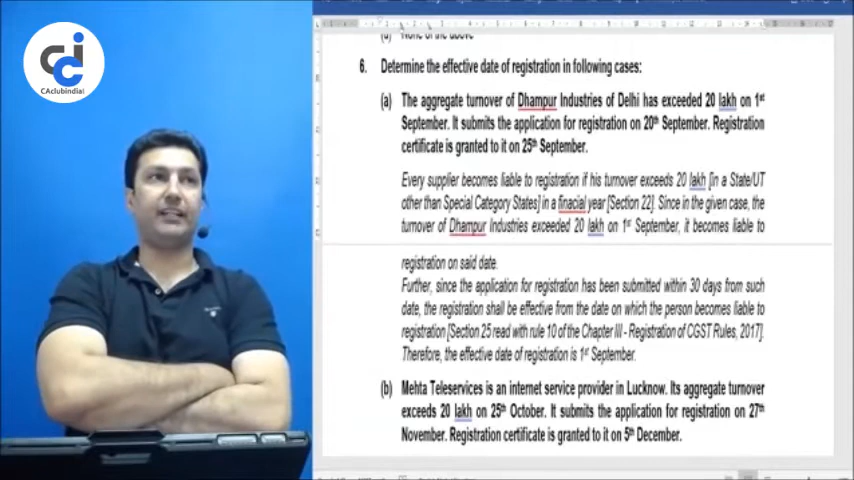 CAclubindia
(d) None of the above
6. Determine the effective date of registration in following cases:
(a) The aggregate turnover of Dhampur Industries of Delhi has exceeded 20 lakh on 1st
September. It submits the application for registration on 20th September. Registration
certificate is granted to it on 25th September.
Every supplier becomes liable to registration if his turnover exceeds 20 lakh [in a State/UT
other than Special Category States] in a finacial year [Section 22]. Since in the given case, the
turnover of Dhampur Industries exceeded 20 lakh on 1st September, it becomes liable to
registration on said date.
Further, since the application for registration has been submitted within 30 days from such
date, the registration shall be effective from the date on which the person becomes liable to
registration [Section 25 read with rule 10 of the Chapter III - Registration of CGST Rules, 2017].
Therefore, the effective date of registration is 1st September.
(b) Mehta Teleservices is an internet service provider in Lucknow. Its aggregate turnover
exceeds 20 lakh on 25th October. It submits the application for registration on 27th
November. Registration certificate is granted to it on 5th December.